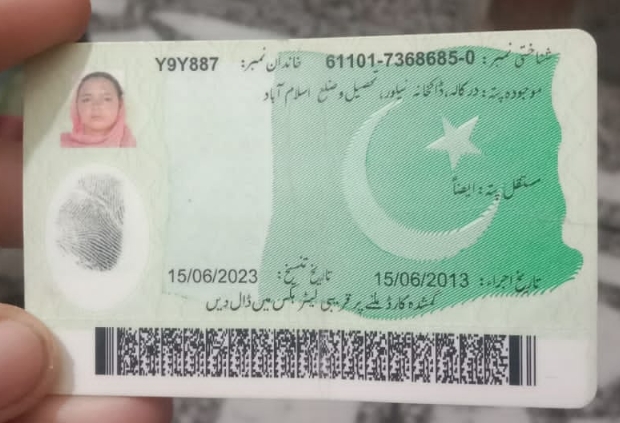 شناختی نمبر: 61101-7368685-0 خاندان نمبر: Y9Y887
موجودہ پتہ: درکالہ، ڈاکخانہ نیلور، تحصیل و ضلع اسلام آباد
مستقل پتہ: ایضاً
تاریخ اجراء: 15/06/2013 تاریخ تنسیخ: 15/06/2023
گمشدہ کارڈ ملنے پر قریبی لیٹر بکس میں ڈال دیں